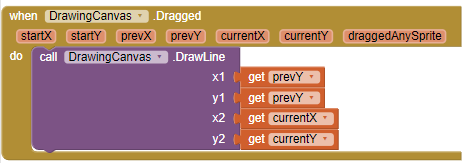 when DrawingCanvas .Dragged
startX startY prevX prevY currentX currentY draggedAnySprite
do call DrawingCanvas .DrawLine
x1 get prevY
y1 get prevY
x2 get currentX
y2 get currentY